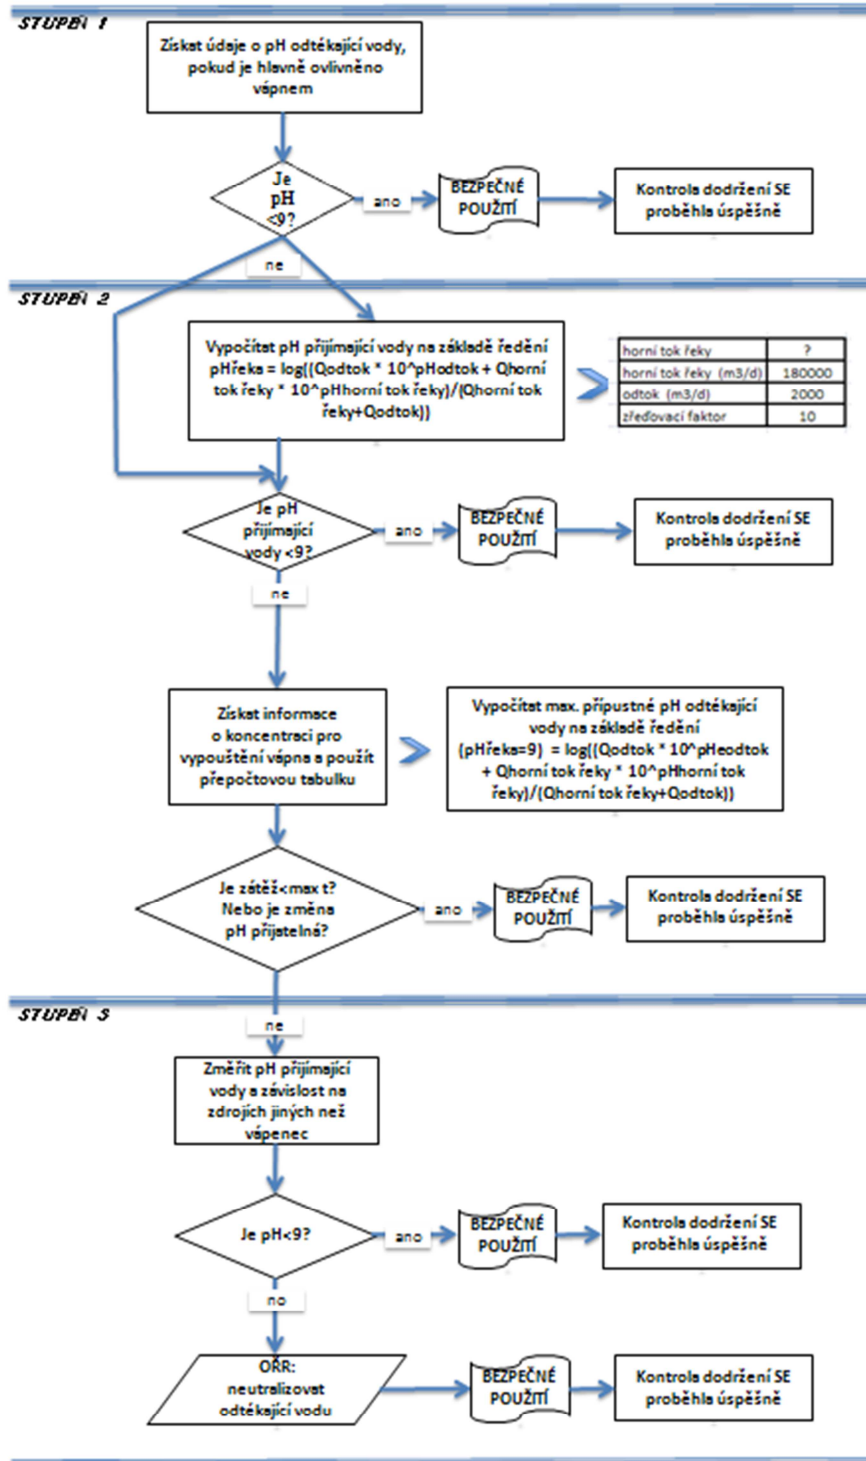 STUPEŇ 1
Získat údaje o pH odtékající vody,
pokud je hlavně ovlivněno
vápnem
Je
pH
<9?
ano
BEZPEČNÉ
POUŽITÍ
Kontrola dodržení SE
proběhla úspěšně
ne
STUPEŇ 2
Vypočítat pH přijímající vody na základě ředění
pHřeka = log((Qodtok * 10^pHodtok + Qhorní
tok řeky * 10^pHhorní tok řeky)/(Qhorní tok
řeky+Qodtok))
horní tok řeky ?
horní tok řeky (m3/d) 180000
odtok (m3/d) 2000
zřeďovací faktor 10
Je pH
přijímající
vody <9?
ano
BEZPEČNÉ
POUŽITÍ
Kontrola dodržení SE
proběhla úspěšně
ne
Získat informace
o koncentraci pro
vypouštění vápna a použít
přepočtovou tabulku
Vypočítat max. přípustné pH odtékající
vody na základě ředění
(pHřeka=9) = log((Qodtok * 10^pHeodtok
+ Qhorní tok řeky * 10^pHhorní tok
řeky)/(Qhorní tok řeky+Qodtok))
Je zátěž<max t?
Nebo je změna
pH přijatelná?
ano
BEZPEČNÉ
POUŽITÍ
Kontrola dodržení SE
proběhla úspěšně
STUPEŇ 3
ne
Změřit pH přijímající
vody a závislost na
zdrojích jiných než
vápenec
Je pH<9?
ano
BEZPEČNÉ
POUŽITÍ
Kontrola dodržení SE
proběhla úspěšně
no
OŘR:
neutralizovat
odtékající vodu
BEZPEČNÉ
POUŽITÍ
Kontrola dodržení SE
proběhla úspěšně